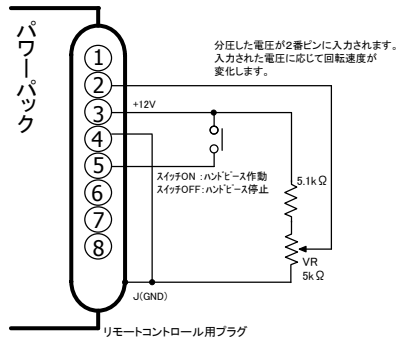 パワーパック
分圧した電圧が2番ピンに入力されます。
入力された電圧に応じて回転速度が
変化します。
①
②
③
④
⑤
⑥
⑦
⑧
+12V
スイッチON ：ハンドピース作動
スイッチOFF：ハンドピース停止
5.1kΩ
VR
5kΩ
J(GND)
リモートコントロール用プラグ